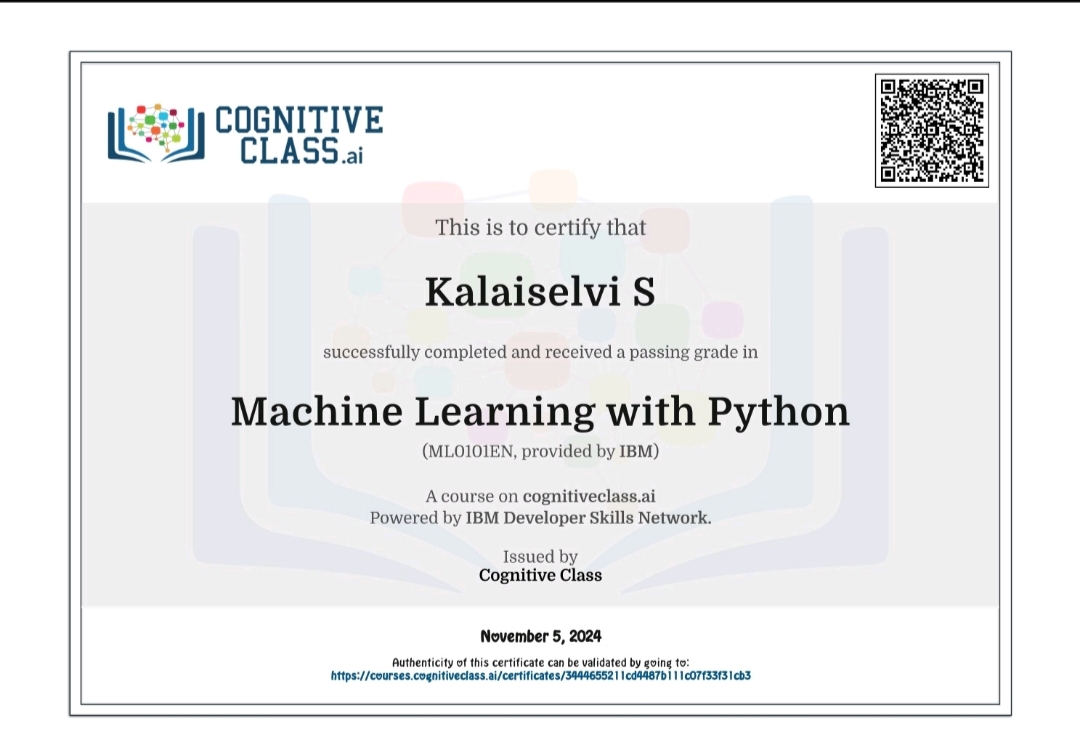 COGNITIVE
CLASS.ai
This is to certify that
Kalaiselvi S
successfully completed and received a passing grade in
Machine Learning with Python
(ML0101EN, provided by IBM)
A course on cognitiveclass.ai
Powered by IBM Developer Skills Network.
Issued by
Cognitive Class
November 5, 2024
Authenticity of this certificate can be validated by going to:
https://courses.cognitiveclass.ai/certificates/3444655211cd4487b111c07f33f31cb3